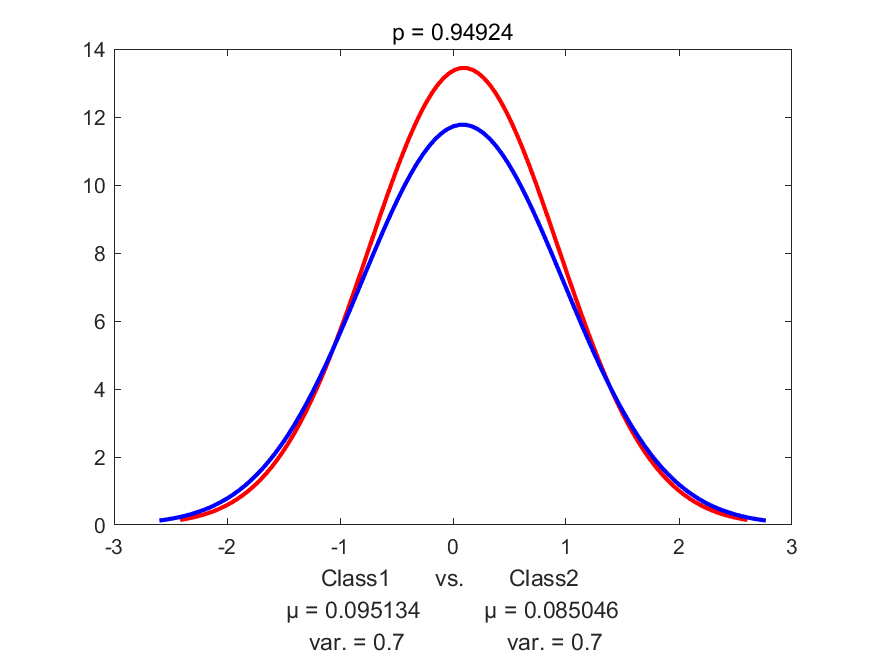 p = 0.94924
14
12
10
8
6
4
2
0
-3 -2 -1 0 1 2 3
Class1 vs. Class2
μ = 0.095134 μ = 0.085046
var. = 0.7 var. = 0.7